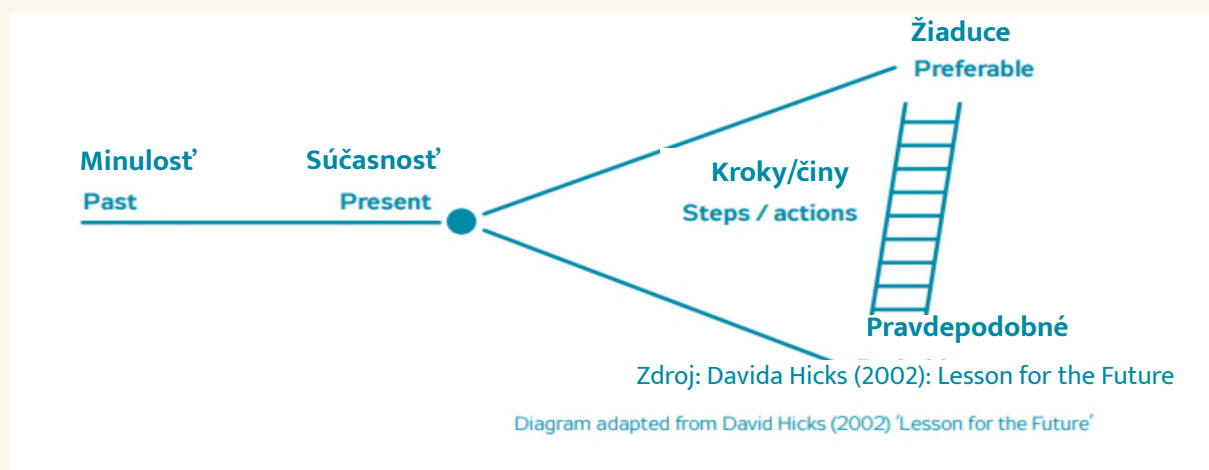 Žiaduce
Preferable
Minulosť
Súčasnosť
Past
Present
Kroky/činy
Steps / actions
Pravdepodobné
Zdroj: Davida Hicks (2002): Lesson for the Future
Diagram adapted from David Hicks (2002) ‘Lesson for the Future’